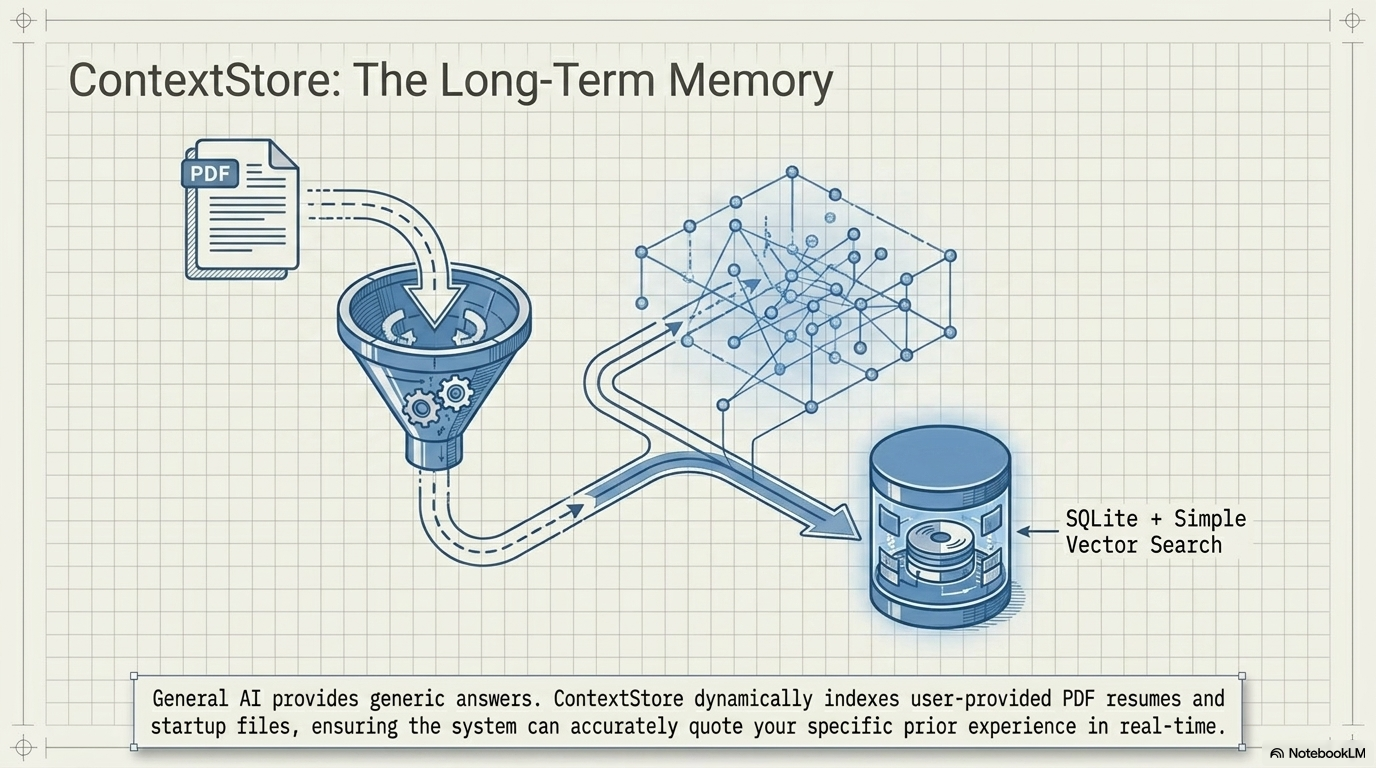 ContextStore: The Long-Term Memory
PDF
SQLite + Simple
Vector Search
General AI provides generic answers. ContextStore dynamically indexes user-provided PDF resumes and
startup files, ensuring the system can accurately quote your specific prior experience in real-time.
NotebookLM